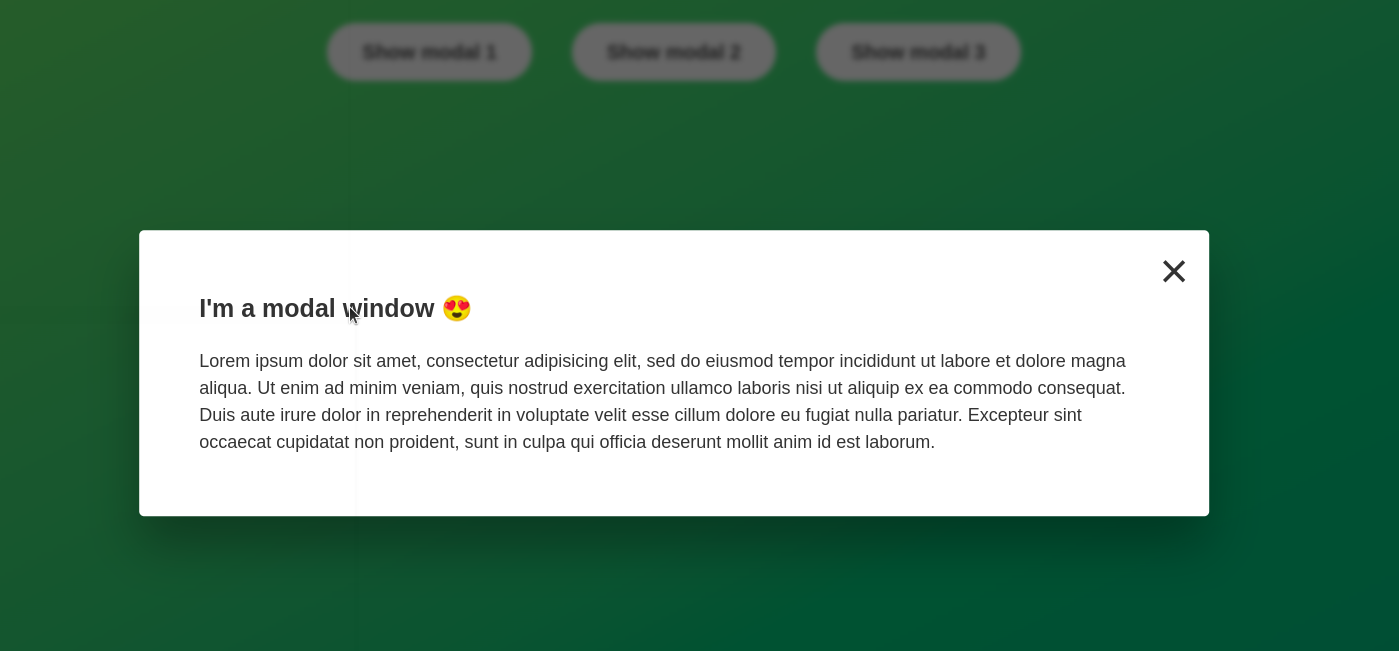 Show modal 1 Show modal 2 Show modal 3
×
I'm a modal window 😍
Lorem ipsum dolor sit amet, consectetur adipisicing elit, sed do eiusmod tempor incididunt ut labore et dolore magna
aliqua. Ut enim ad minim veniam, quis nostrud exercitation ullamco laboris nisi ut aliquip ex ea commodo consequat.
Duis aute irure dolor in reprehenderit in voluptate velit esse cillum dolore eu fugiat nulla pariatur. Excepteur sint
occaecat cupidatat non proident, sunt in culpa qui officia deserunt mollit anim id est laborum.